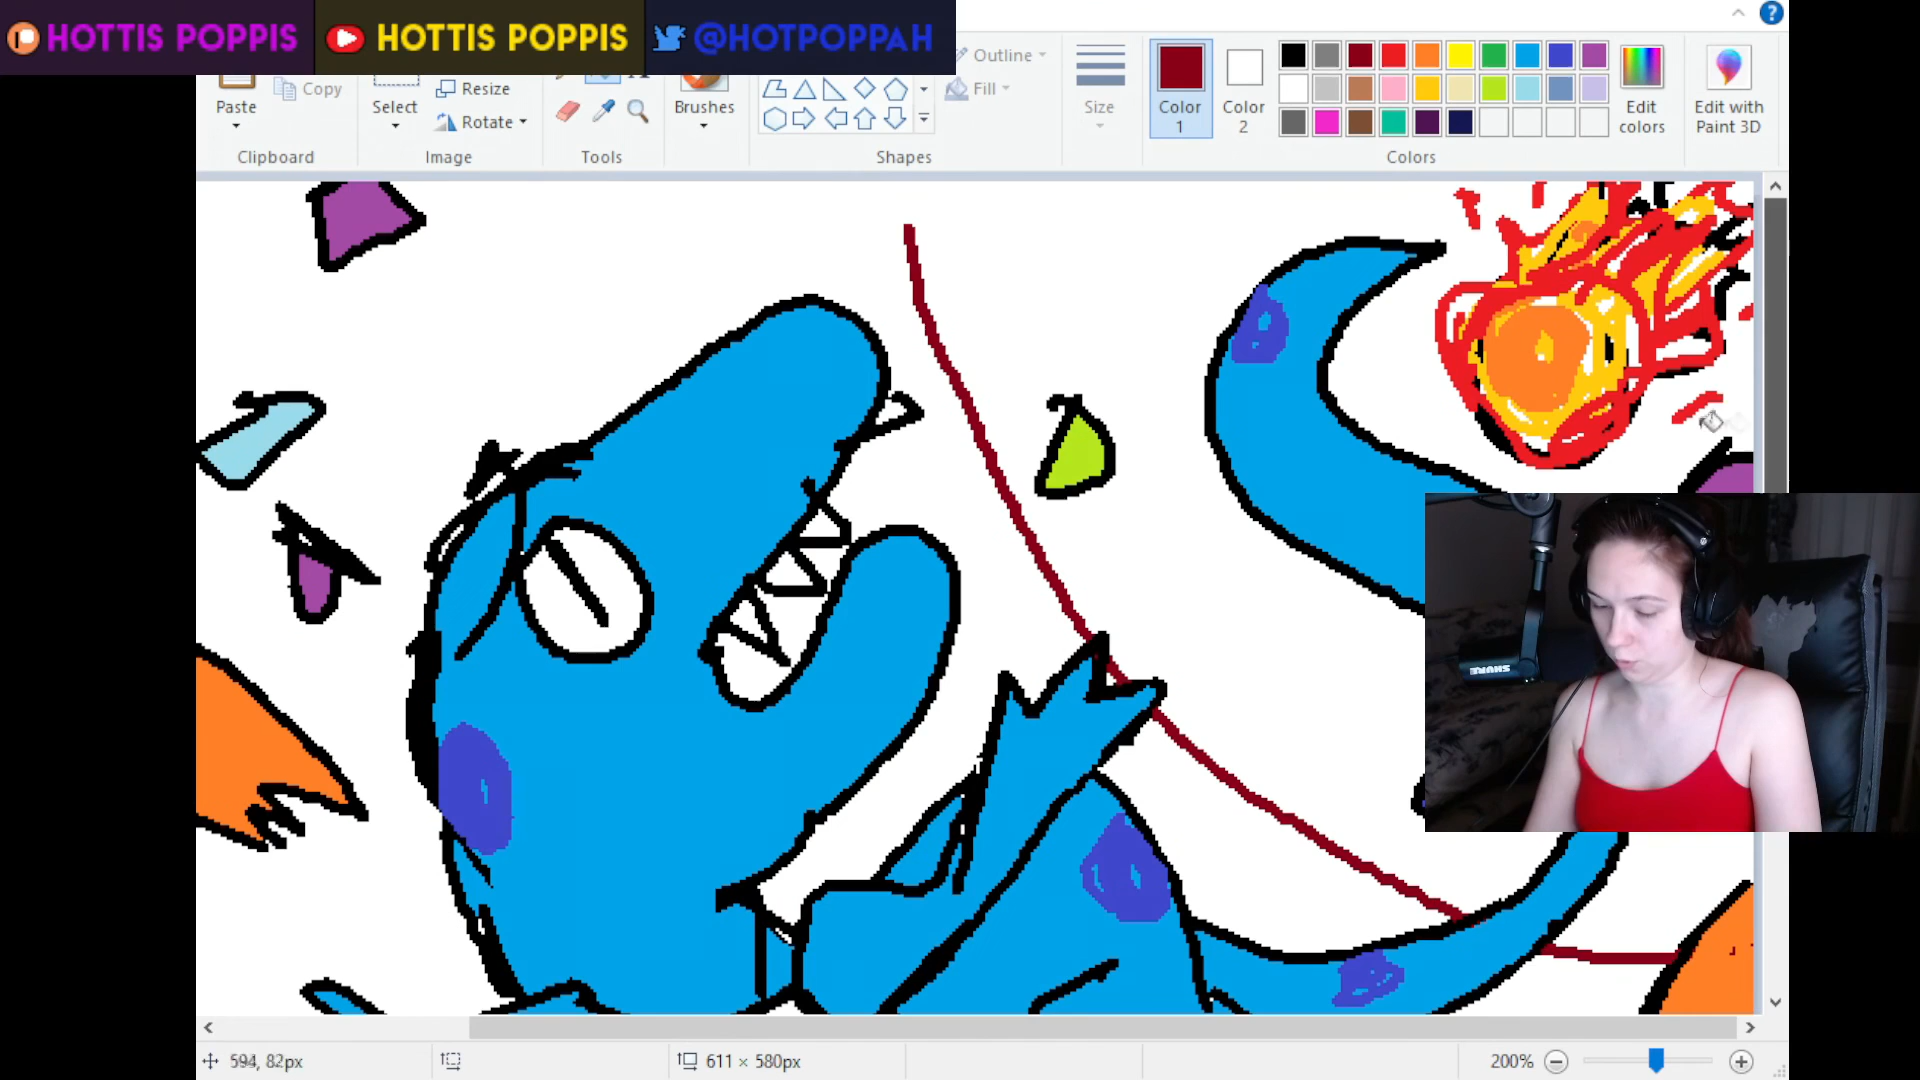 HOTTIS POPPIS HOTTIS POPPIS @HOTPOPPAH
Outline
Paste Copy Select Resize Brushes Fill Size Color 1 Color 2 Edit colors Edit with Paint 3D
Rotate
Clipboard Image Tools Shapes Colors
SHURE
594, 82px 611 × 580px 200%